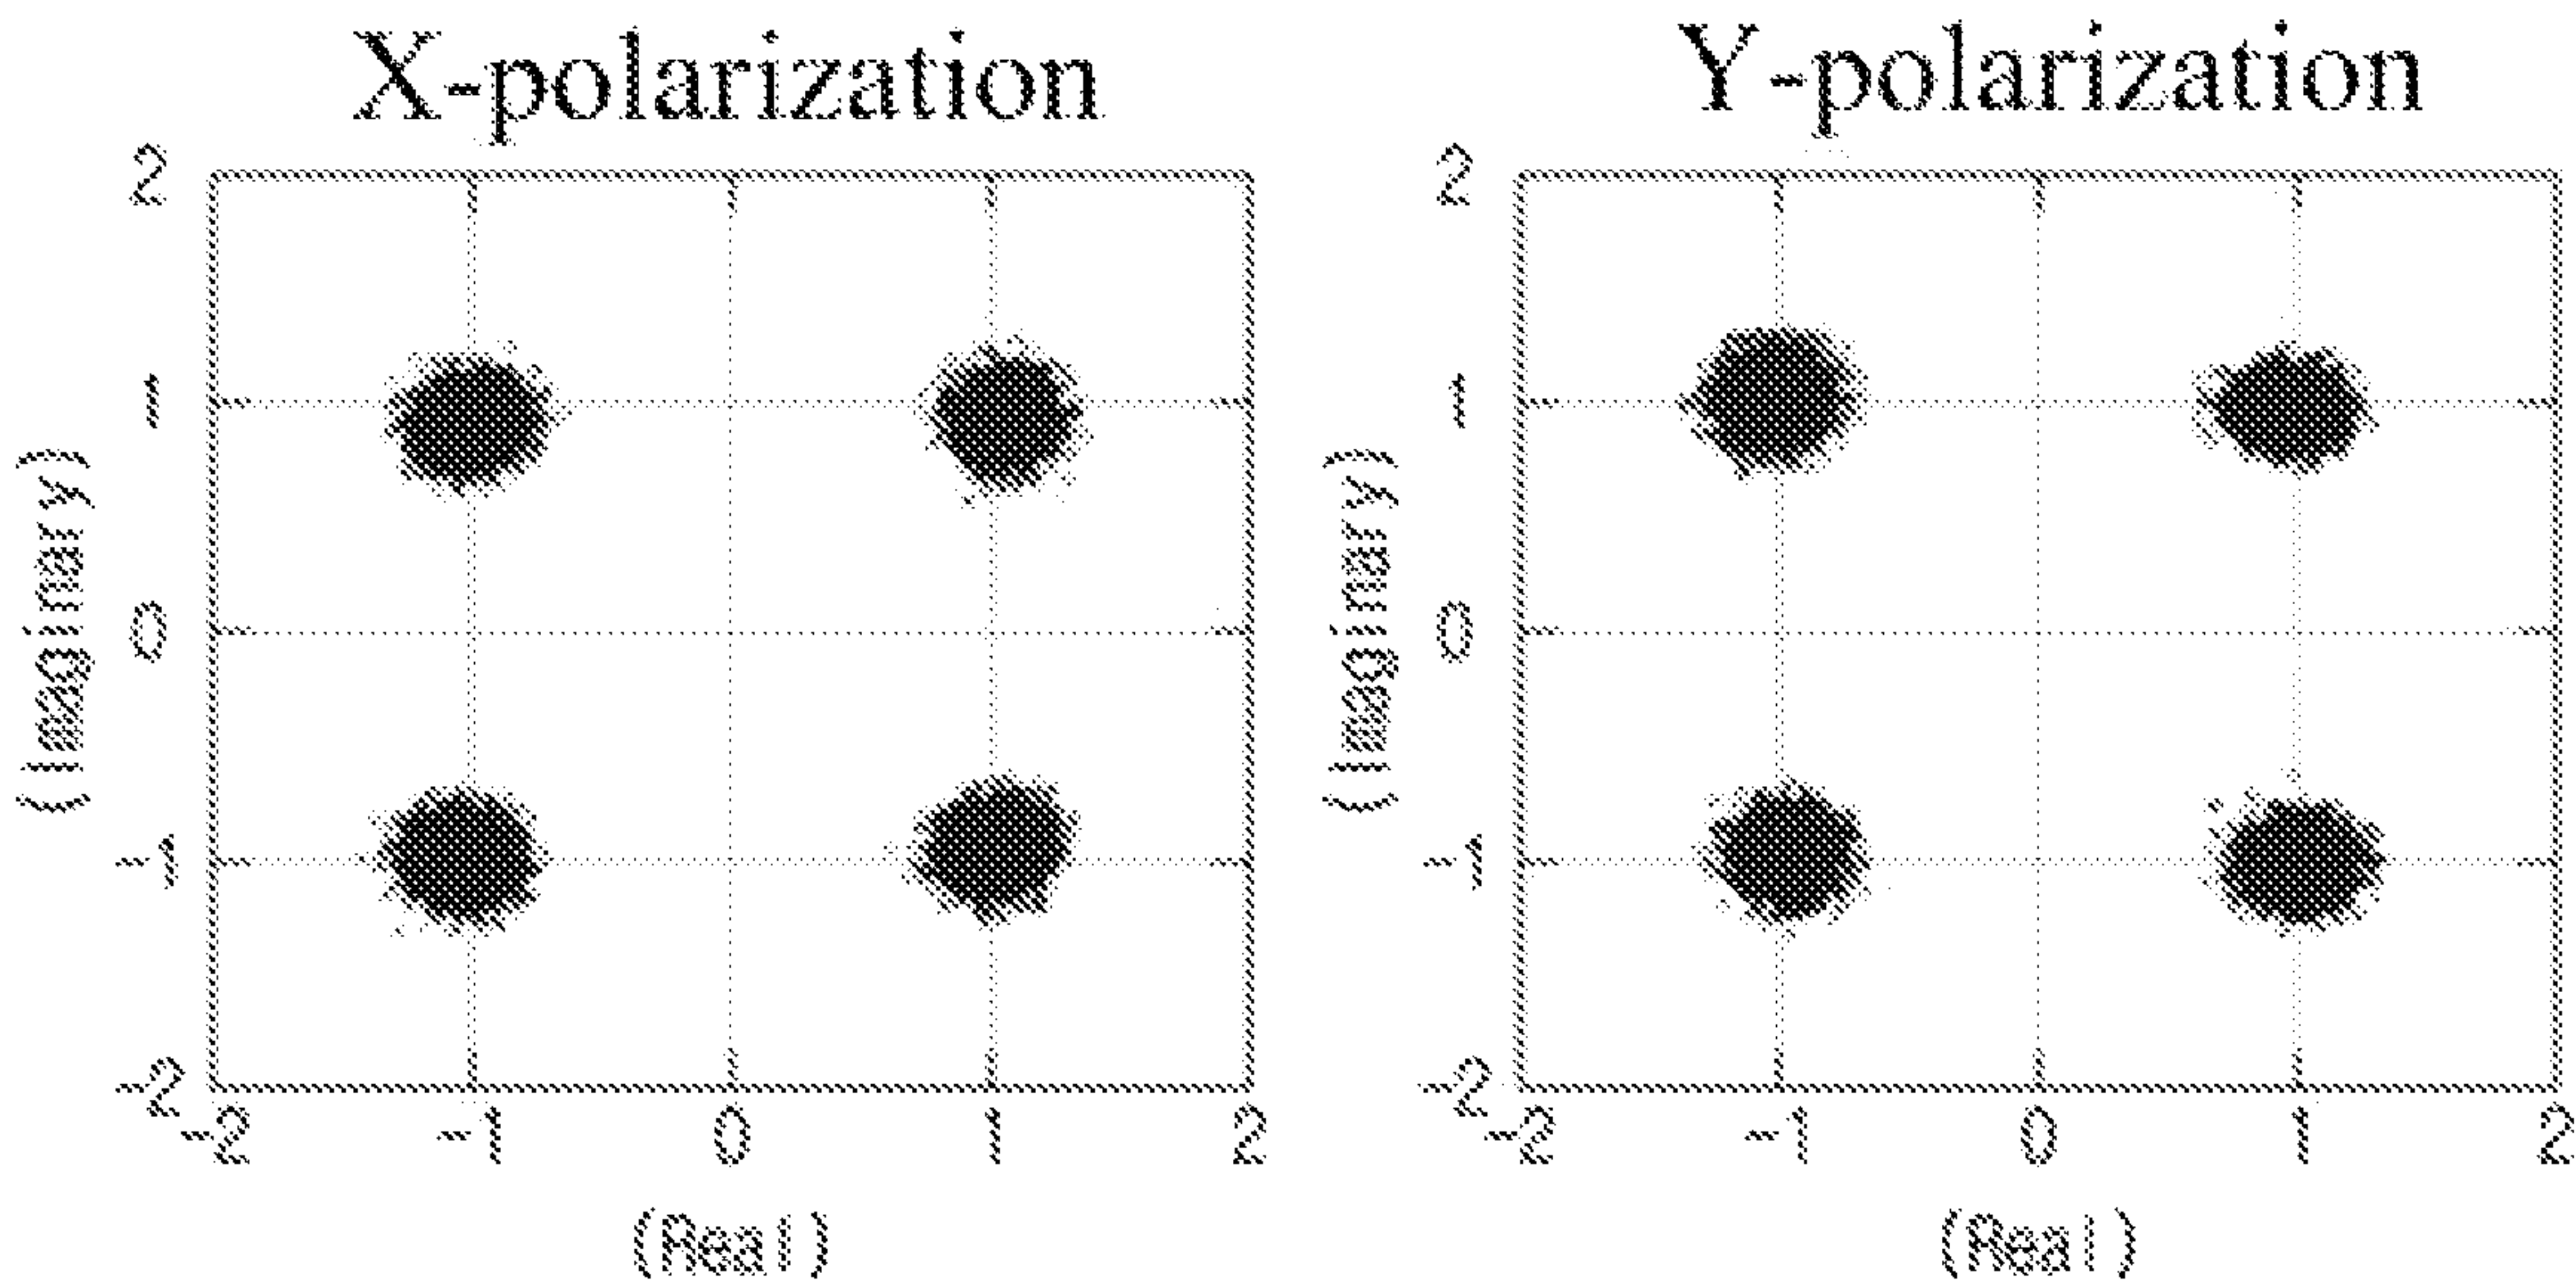 X-polarization
2
1
0
-1
-2
(Imaginary)
-2 -1 0 1 2
(Real)
Y-polarization
2
1
0
-1
-2
(Imaginary)
-2 -1 0 1 2
(Real)